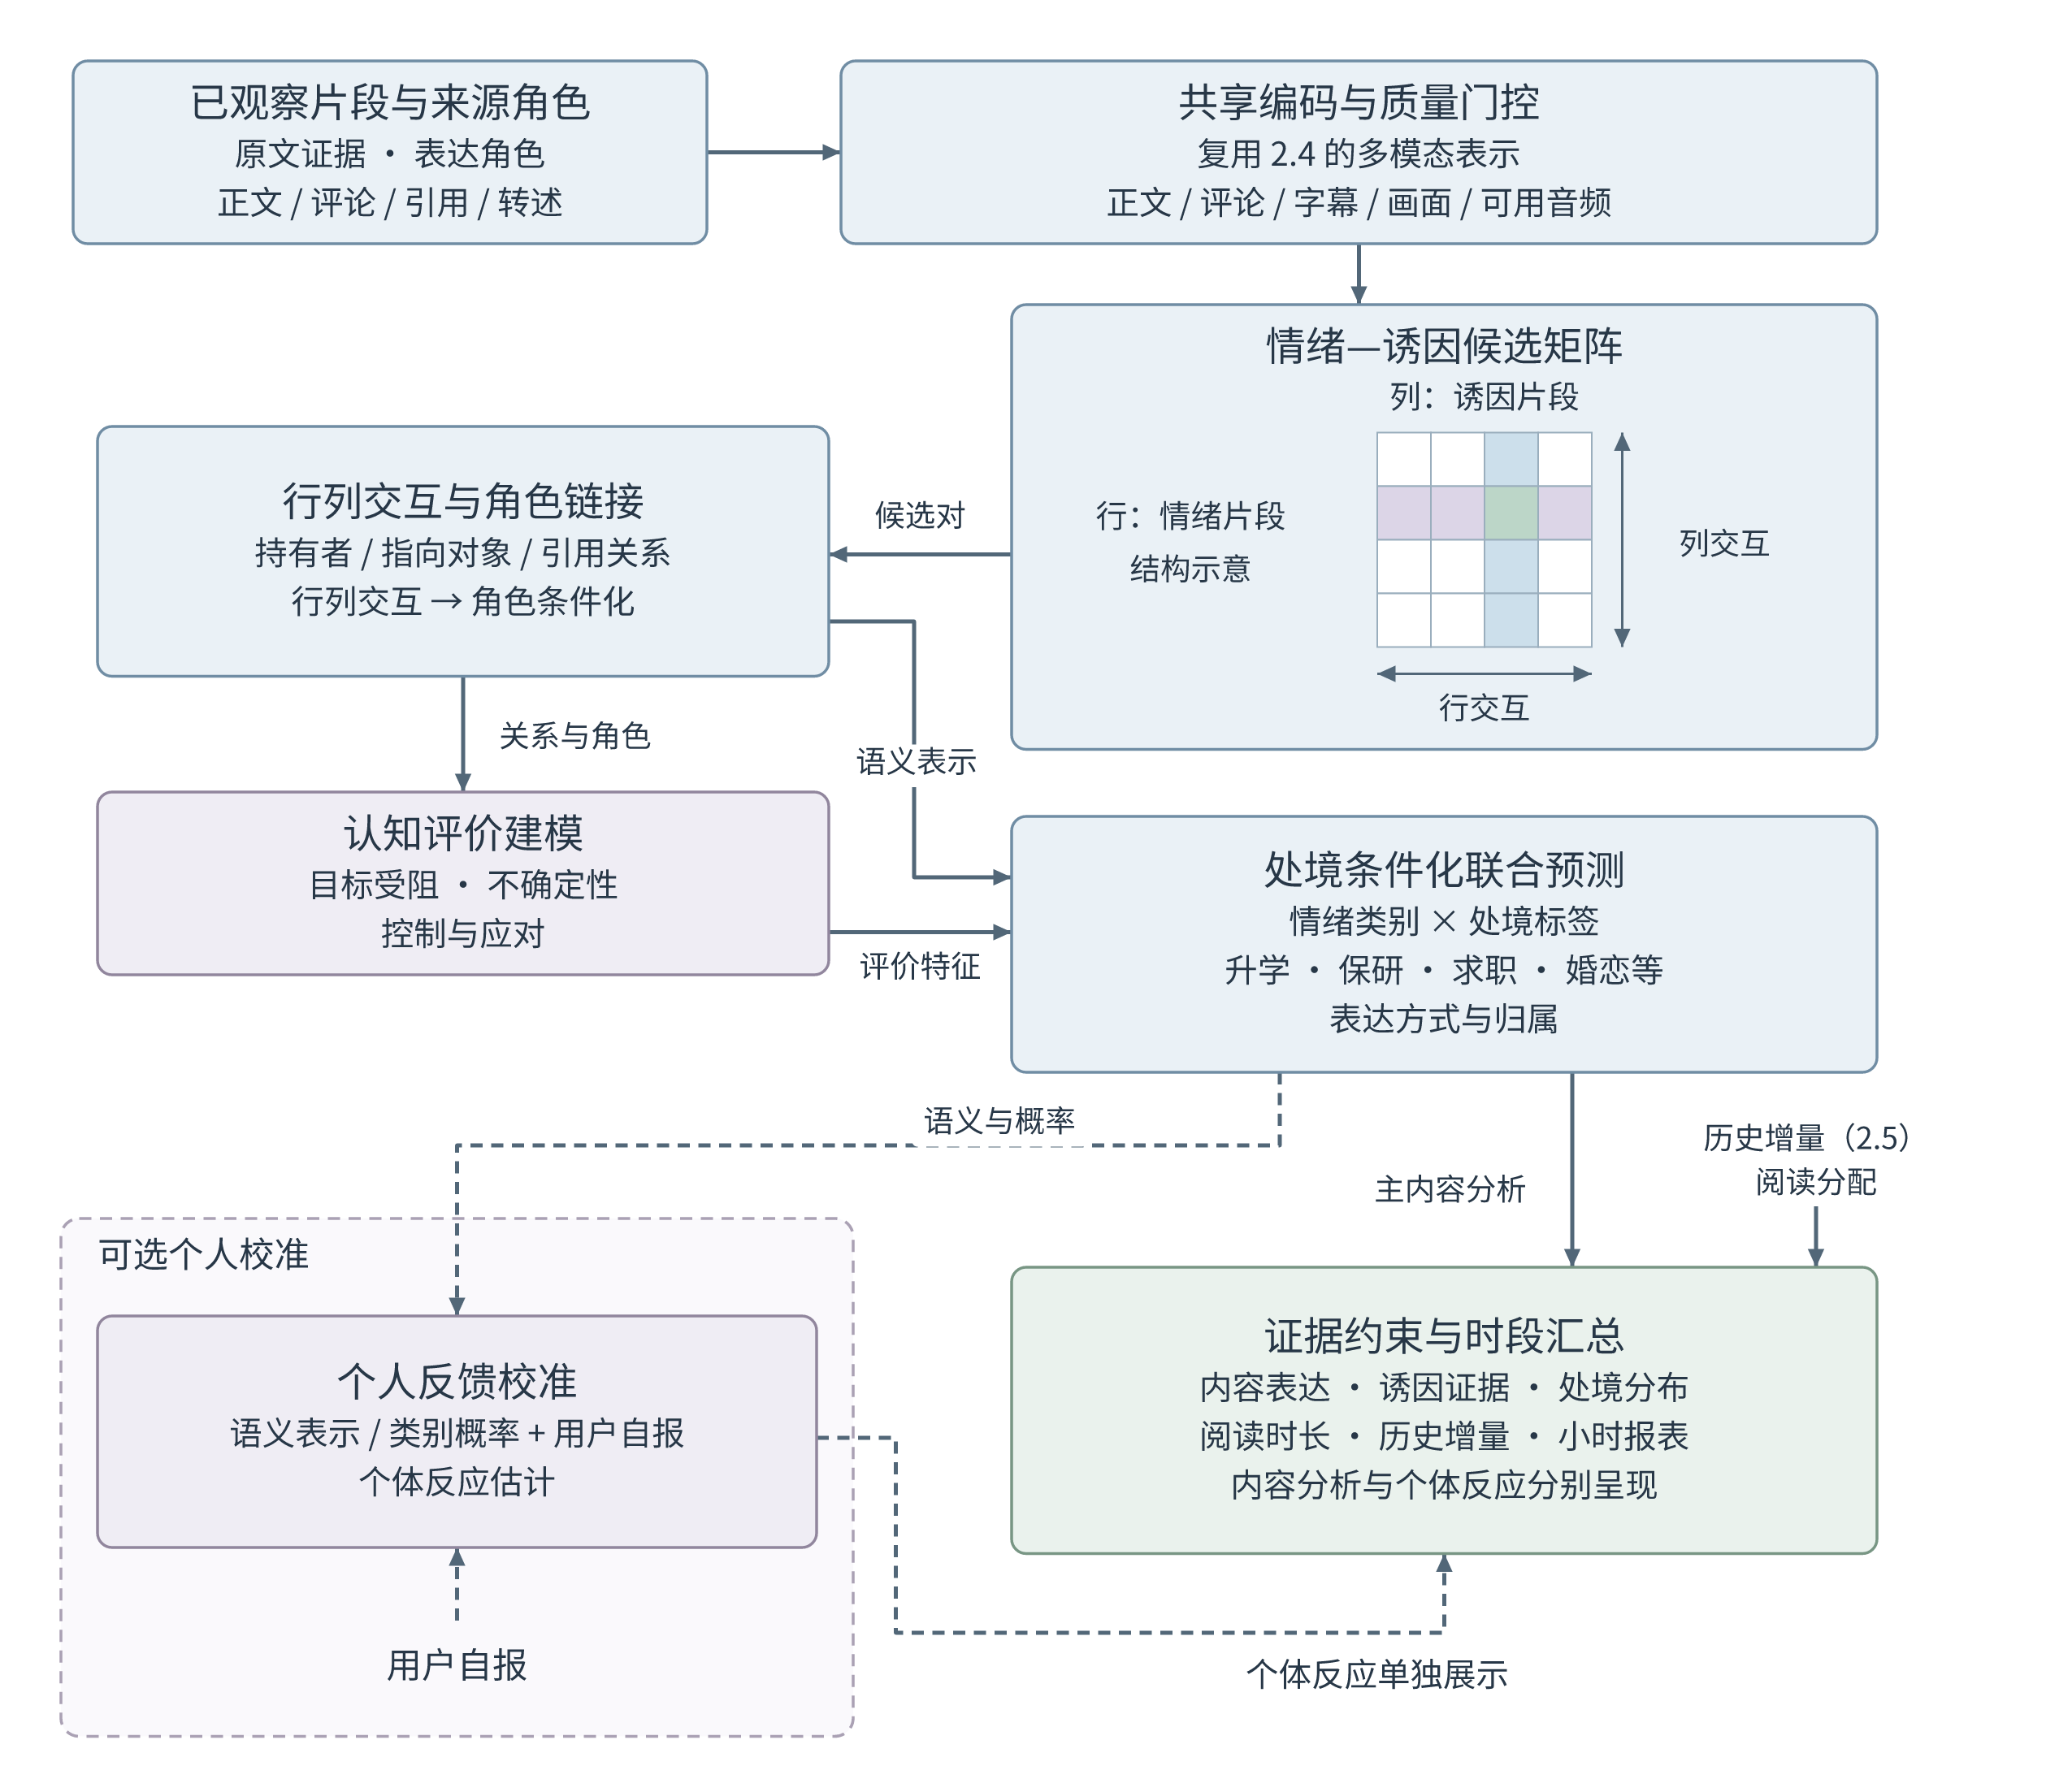 已观察片段与来源角色
原文证据 • 表达角色
正文 / 评论 / 引用 / 转述
共享编码与质量门控
复用 2.4 的多模态表示
正文 / 评论 / 字幕 / 画面 / 可用音频
情绪—诱因候选矩阵
列：诱因片段
行：情绪片段
结构示意
列交互
行交互
候选对
行列交互与角色链接
持有者 / 指向对象 / 引用关系
行列交互 → 角色条件化
关系与角色
语义表示
认知评价建模
目标受阻 • 不确定性
控制与应对
评价特征
处境条件化联合预测
情绪类别 × 处境标签
升学 • 保研 • 求职 • 婚恋等
表达方式与归属
语义与概率
主内容分析
历史增量（2.5）
阅读分配
可选个人校准
个人反馈校准
语义表示 / 类别概率 + 用户自报
个体反应估计
用户自报
证据约束与时段汇总
内容表达 • 诱因证据 • 处境分布
阅读时长 • 历史增量 • 小时报表
内容分析与个体反应分别呈现
个体反应单独展示